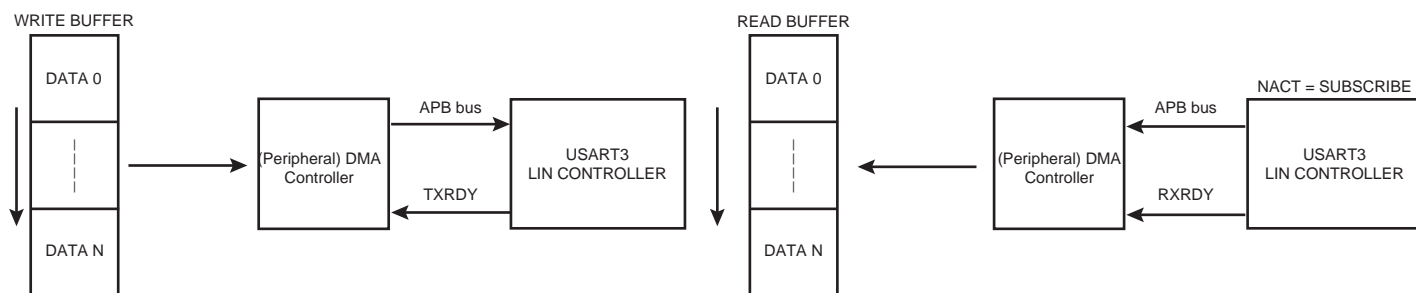 WRITE BUFFER
DATA 0
DATA N
(Peripheral) DMA
Controller
APB bus
TXRDY
USART3
LIN CONTROLLER
READ BUFFER
DATA 0
DATA N
(Peripheral) DMA
Controller
APB bus
RXRDY
NACT = SUBSCRIBE
USART3
LIN CONTROLLER